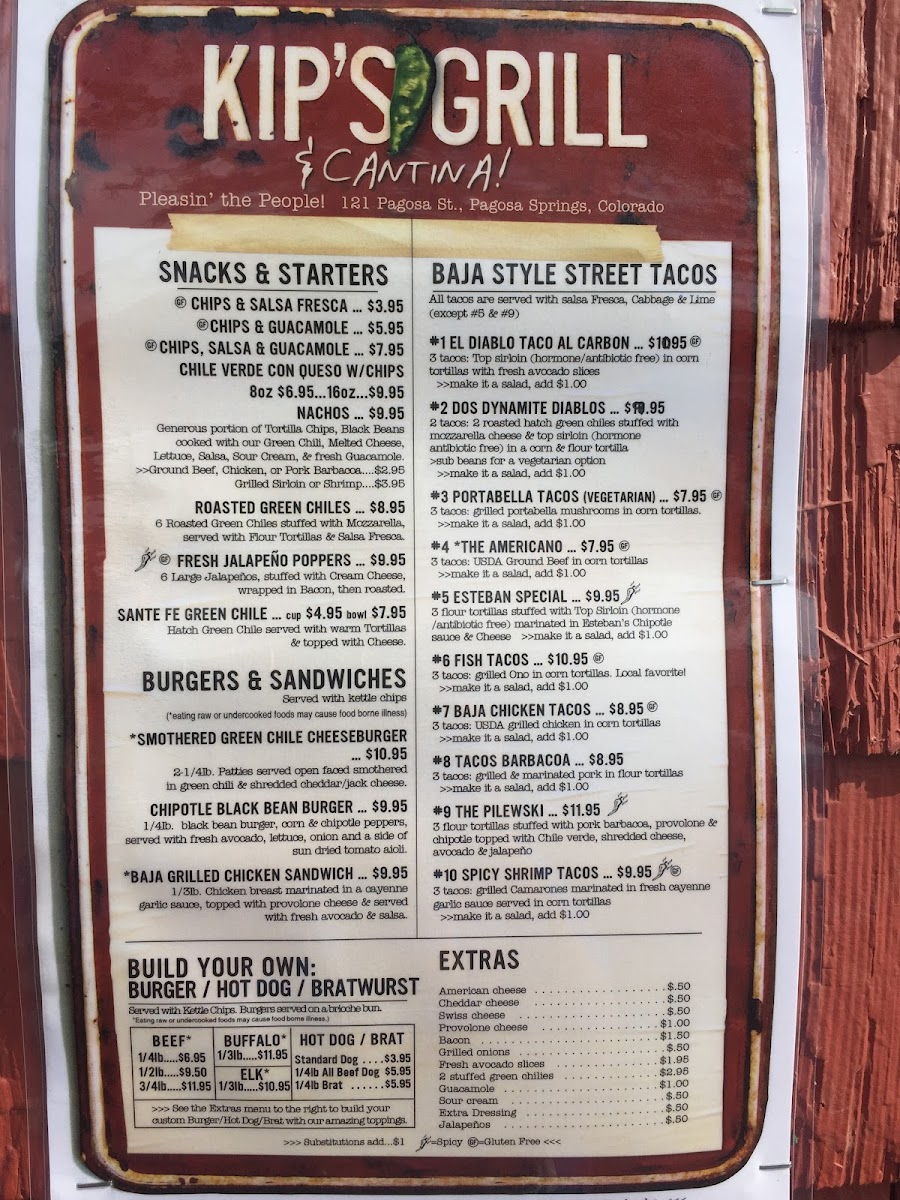 KIP'S GRILL
& CANTINA!
Pleasin' the People! 121 Pagosa St., Pagosa Springs, Colorado
SNACKS & STARTERS
GF CHIPS & SALSA FRESCA ... $3.95
GF CHIPS & GUACAMOLE ... $5.95
GF CHIPS, SALSA & GUACAMOLE ... $7.95
CHILE VERDE CON QUESO W/CHIPS
8oz $6.95...16oz...$9.95
NACHOS ... $9.95
Generous portion of Tortilla Chips, Black Beans
cooked with our Green Chili, Melted Cheese,
Lettuce, Salsa, Sour Cream, & fresh Guacamole.
>>Ground Beef, Chicken, or Pork Barbacoa....$2.95
Grilled Sirloin or Shrimp....$3.95
ROASTED GREEN CHILES ... $8.95
6 Roasted Green Chiles stuffed with Mozzarella,
served with Flour Tortillas & Salsa Fresca.
GF FRESH JALAPEÑO POPPERS ... $9.95
6 Large Jalapeños, stuffed with Cream Cheese,
wrapped in Bacon, then roasted.
SANTE FE GREEN CHILE ... cup $4.95 bowl $7.95
Hatch Green Chile served with warm Tortillas
& topped with Cheese.
BURGERS & SANDWICHES
Served with kettle chips
(*eating raw or undercooked foods may cause food borne illness)
*SMOTHERED GREEN CHILE CHEESEBURGER
... $10.95
2-1/4lb. Patties served open faced smothered
in green chili & shredded cheddar/jack cheese.
CHIPOTLE BLACK BEAN BURGER ... $9.95
1/4lb. black bean burger, corn & chipotle peppers,
served with fresh avocado, lettuce, onion and a side of
sun dried tomato aioli.
*BAJA GRILLED CHICKEN SANDWICH ... $9.95
1/3lb. Chicken breast marinated in a cayenne
garlic sauce, topped with provolone cheese & served
with fresh avocado & salsa.
BAJA STYLE STREET TACOS
All tacos are served with salsa Fresca, Cabbage & Lime
(except #5 & #9)
#1 EL DIABLO TACO AL CARBON ... $10.95 GF
3 tacos: Top sirloin (hormone/antibiotic free) in corn
tortillas with fresh avocado slices
>>make it a salad, add $1.00
#2 DOS DYNAMITE DIABLOS ... .95
2 tacos: 2 roasted hatch green chiles stuffed with
mozzarella cheese & top sirloin (hormone
antibiotic free) in a corn & flour tortilla
>sub beans for a vegetarian option
>>make it a salad, add $1.00
#3 PORTABELLA TACOS (VEGETARIAN) ... $7.95 GF
3 tacos: grilled portabella mushrooms in corn tortillas.
>>make it a salad, add $1.00
#4 *THE AMERICANO ... $7.95 GF
3 tacos: USDA Ground Beef in corn tortillas
>>make it a salad, add $1.00
#5 ESTEBAN SPECIAL ... $9.95
3 flour tortillas stuffed with Top Sirloin (hormone
/antibiotic free) marinated in Esteban's Chipotle
sauce & Cheese >>make it a salad, add $1.00
#6 FISH TACOS ... $10.95 GF
3 tacos: grilled Ono in corn tortillas. Local favorite!
>>make it a salad, add $1.00
#7 BAJA CHICKEN TACOS ... $8.95 GF
3 tacos: USDA grilled chicken in corn tortillas
>>make it a salad, add $1.00
#8 TACOS BARBACOA ... $8.95
3 tacos: grilled & marinated pork in flour tortillas
>>make it a salad, add $1.00
#9 THE PILEWSKI ... $11.95
3 flour tortillas stuffed with pork barbacoa, provolone &
chipotle topped with Chile verde, shredded cheese,
avocado & jalapeño
#10 SPICY SHRIMP TACOS ... $9.95 GF
3 tacos: grilled Camarones marinated in fresh cayenne
garlic sauce served in corn tortillas
>>make it a salad, add $1.00
BUILD YOUR OWN:
BURGER / HOT DOG / BRATWURST
Served with Kettle Chips. Burgers served on a brioche bun.
*Eating raw or undercooked foods may cause food borne illness.)
BEEF*
1/4lb.....$6.95
1/2lb.....$9.50
3/4lb.....$11.95
BUFFALO*
1/3lb.....$11.95
ELK*
1/3lb.....$10.95
HOT DOG / BRAT
Standard Dog ....$3.95
1/4lb All Beef Dog $5.95
1/4lb Brat ......$5.95
>>> See the Extras menu to the right to build your
custom Burger/Hot Dog/Brat with our amazing toppings.
EXTRAS
American cheese ....................$.50
Cheddar cheese ....................$.50
Swiss cheese ....................$.50
Provolone cheese ....................$1.00
Bacon ....................$1.50
Grilled onions ....................$.50
Fresh avocado slices ....................$1.95
2 stuffed green chilies ....................$2.95
Guacamole ....................$1.00
Sour cream ....................$.50
Extra Dressing ....................$.50
Jalapeños ....................$.50
>>> Substitutions add...$1 =Spicy GF=Gluten Free <<<